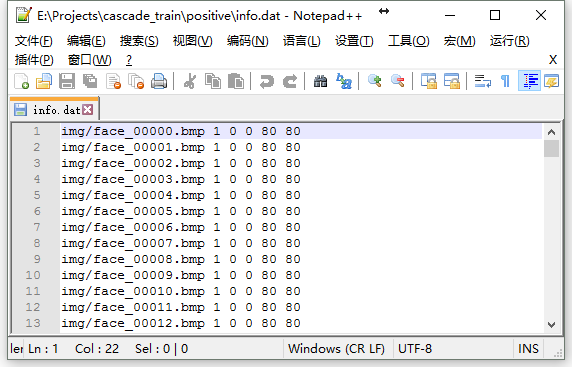 E:\Projects\cascade_train\positive\info.dat - Notepad++
文件(F) 编辑(E) 搜索(S) 视图(V) 编码(N) 语言(L) 设置(T) 工具(O) 宏(M) 运行(R)
插件(P) 窗口(W) ? X
info.dat
1 img/face_00000.bmp 1 0 0 80 80
2 img/face_00001.bmp 1 0 0 80 80
3 img/face_00002.bmp 1 0 0 80 80
4 img/face_00003.bmp 1 0 0 80 80
5 img/face_00004.bmp 1 0 0 80 80
6 img/face_00005.bmp 1 0 0 80 80
7 img/face_00006.bmp 1 0 0 80 80
8 img/face_00007.bmp 1 0 0 80 80
9 img/face_00008.bmp 1 0 0 80 80
10 img/face_00009.bmp 1 0 0 80 80
11 img/face_00010.bmp 1 0 0 80 80
12 img/face_00011.bmp 1 0 0 80 80
13 img/face_00012.bmp 1 0 0 80 80
ler Ln : 1 Col : 22 Sel : 0 | 0 Windows (CR LF) UTF-8 INS